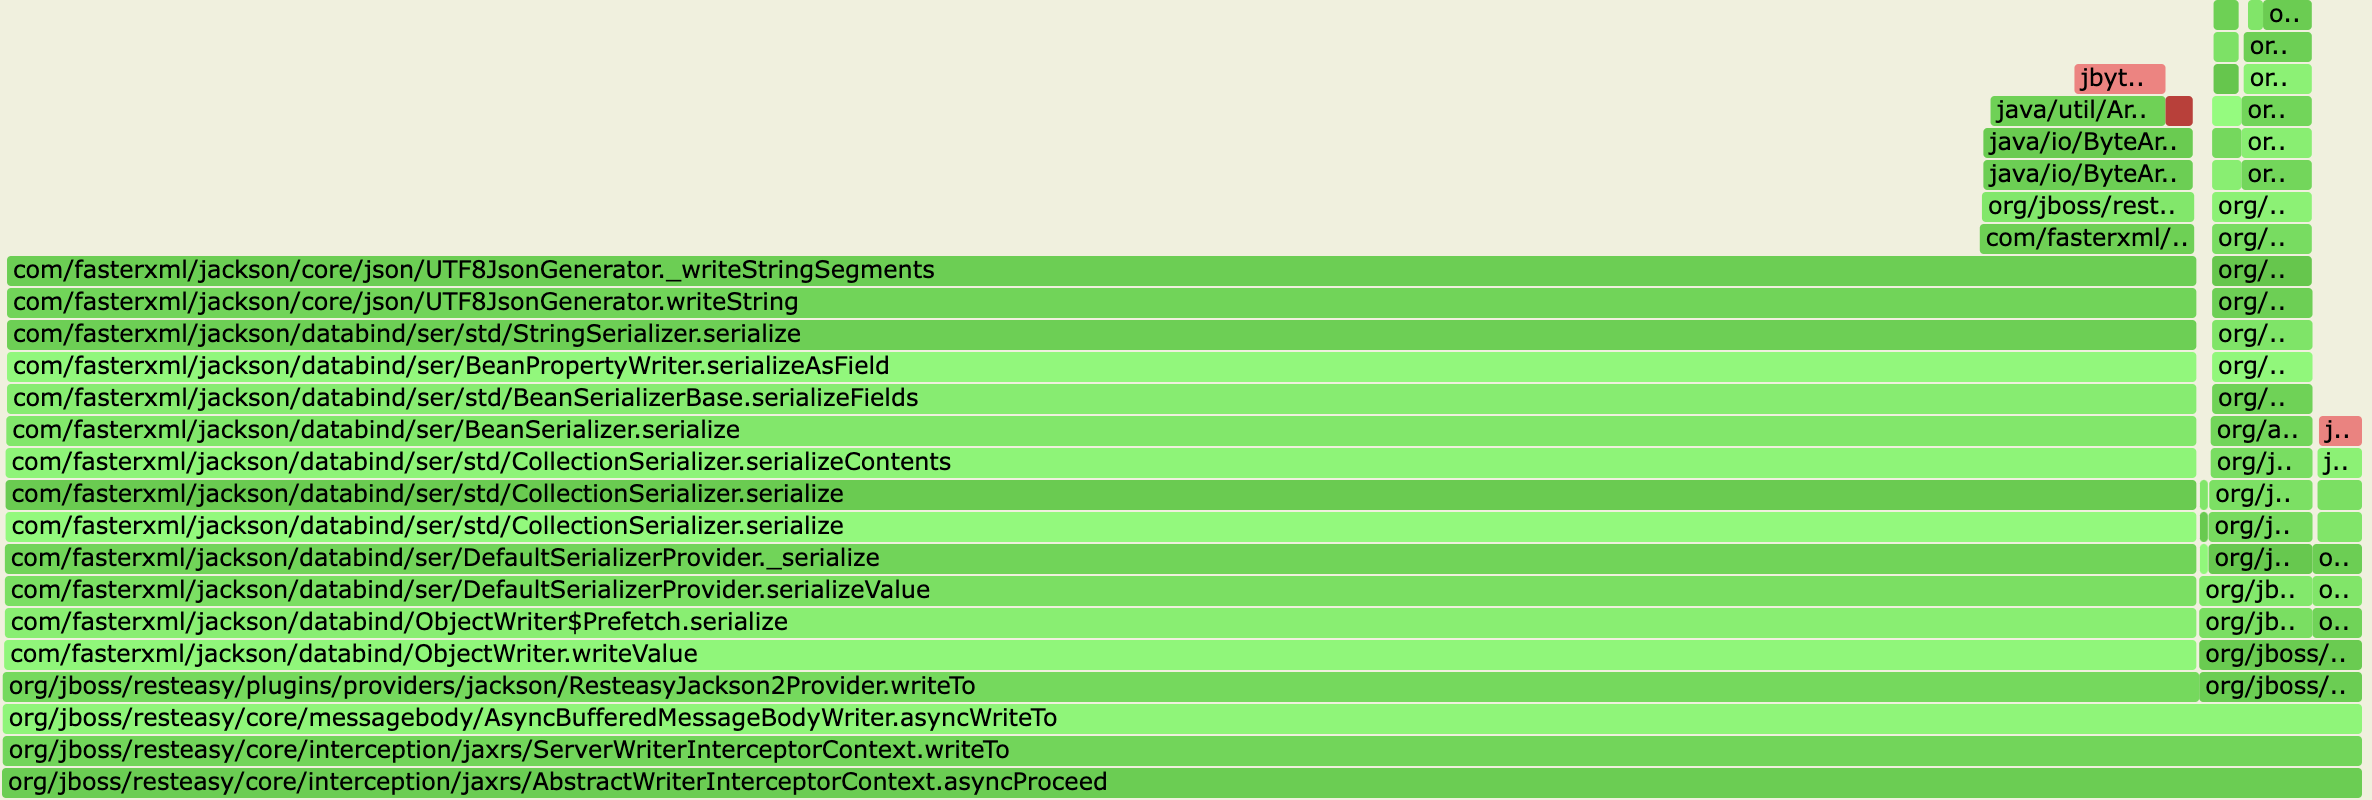 o..
or..
jbyt.. or..
java/util/Ar.. or..
java/io/ByteAr.. or..
java/io/ByteAr.. or..
org/jboss/rest.. org/..
com/fasterxml/.. org/..
com/fasterxml/jackson/core/json/UTF8JsonGenerator._writeStringSegments org/..
com/fasterxml/jackson/core/json/UTF8JsonGenerator.writeString org/..
com/fasterxml/jackson/databind/ser/std/StringSerializer.serialize org/..
com/fasterxml/jackson/databind/ser/BeanPropertyWriter.serializeAsField org/..
com/fasterxml/jackson/databind/ser/std/BeanSerializerBase.serializeFields org/..
com/fasterxml/jackson/databind/ser/BeanSerializer.serialize org/a.. j..
com/fasterxml/jackson/databind/ser/std/CollectionSerializer.serializeContents org/j.. j..
com/fasterxml/jackson/databind/ser/std/CollectionSerializer.serialize org/j..
com/fasterxml/jackson/databind/ser/std/CollectionSerializer.serialize org/j..
com/fasterxml/jackson/databind/ser/DefaultSerializerProvider._serialize org/j.. o..
com/fasterxml/jackson/databind/ser/DefaultSerializerProvider.serializeValue org/jb.. o..
com/fasterxml/jackson/databind/ObjectWriter$Prefetch.serialize org/jb.. o..
com/fasterxml/jackson/databind/ObjectWriter.writeValue org/jboss/..
org/jboss/resteasy/plugins/providers/jackson/ResteasyJackson2Provider.writeTo org/jboss/..
org/jboss/resteasy/core/messagebody/AsyncBufferedMessageBodyWriter.asyncWriteTo
org/jboss/resteasy/core/interception/jaxrs/ServerWriterInterceptorContext.writeTo
org/jboss/resteasy/core/interception/jaxrs/AbstractWriterInterceptorContext.asyncProceed